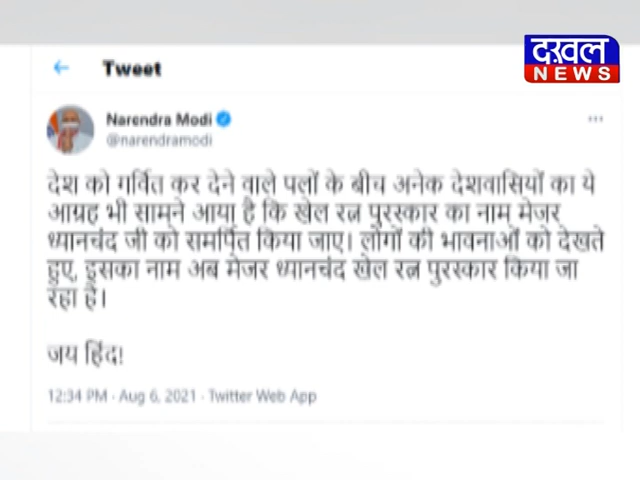 दख़ल
NEWS
Tweet
Narendra Modi
@narendramodi
देश को गर्वित कर देने वाले पलों के बीच अनेक देशवासियों का ये
आग्रह भी सामने आया है कि खेल रत्न पुरस्कार का नाम मेजर
ध्यानचंद जी को समर्पित किया जाए। लोगों की भावनाओं को देखते
हुए, इसका नाम अब मेजर ध्यानचंद खेल रत्न पुरस्कार किया जा
रहा है।
जय हिंद!
12:34 PM · Aug 6, 2021 · Twitter Web App